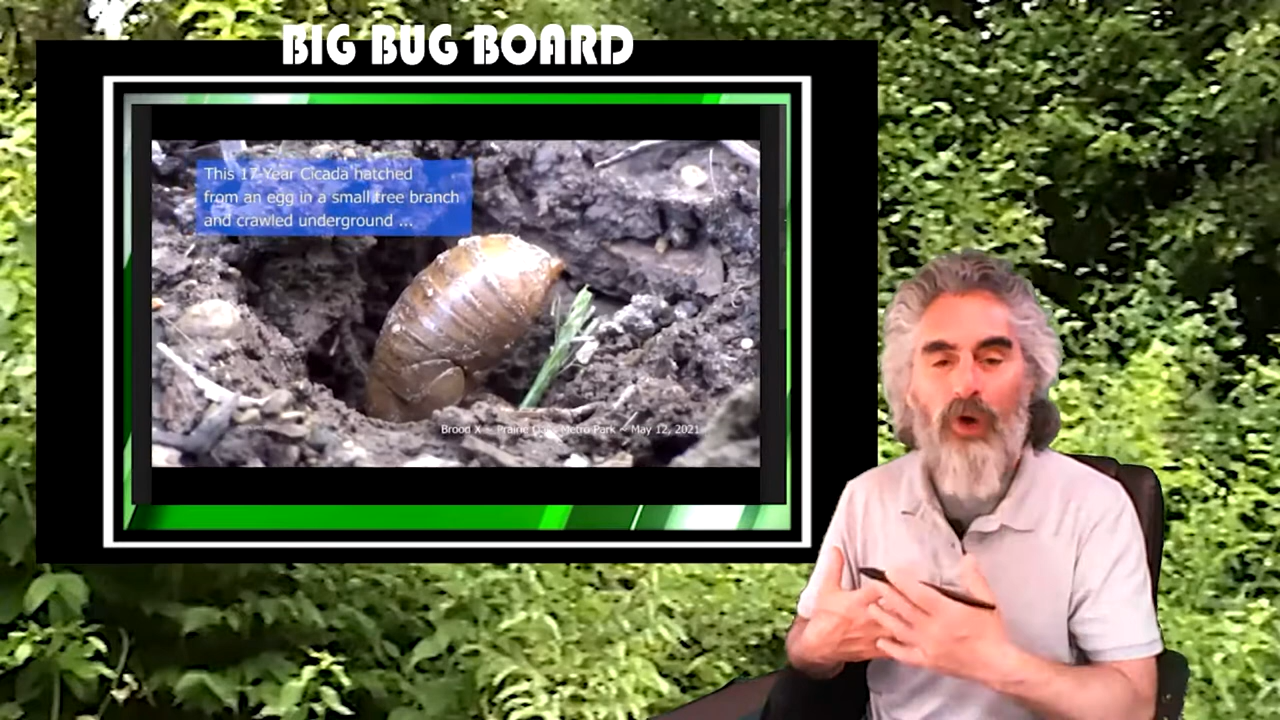 BIG BUG BOARD
This 17-Year Cicada hatched
from an egg in a small tree branch
and crawled underground ...
Brood X ~ Prairie Oaks Metro Park ~ May 12, 2021